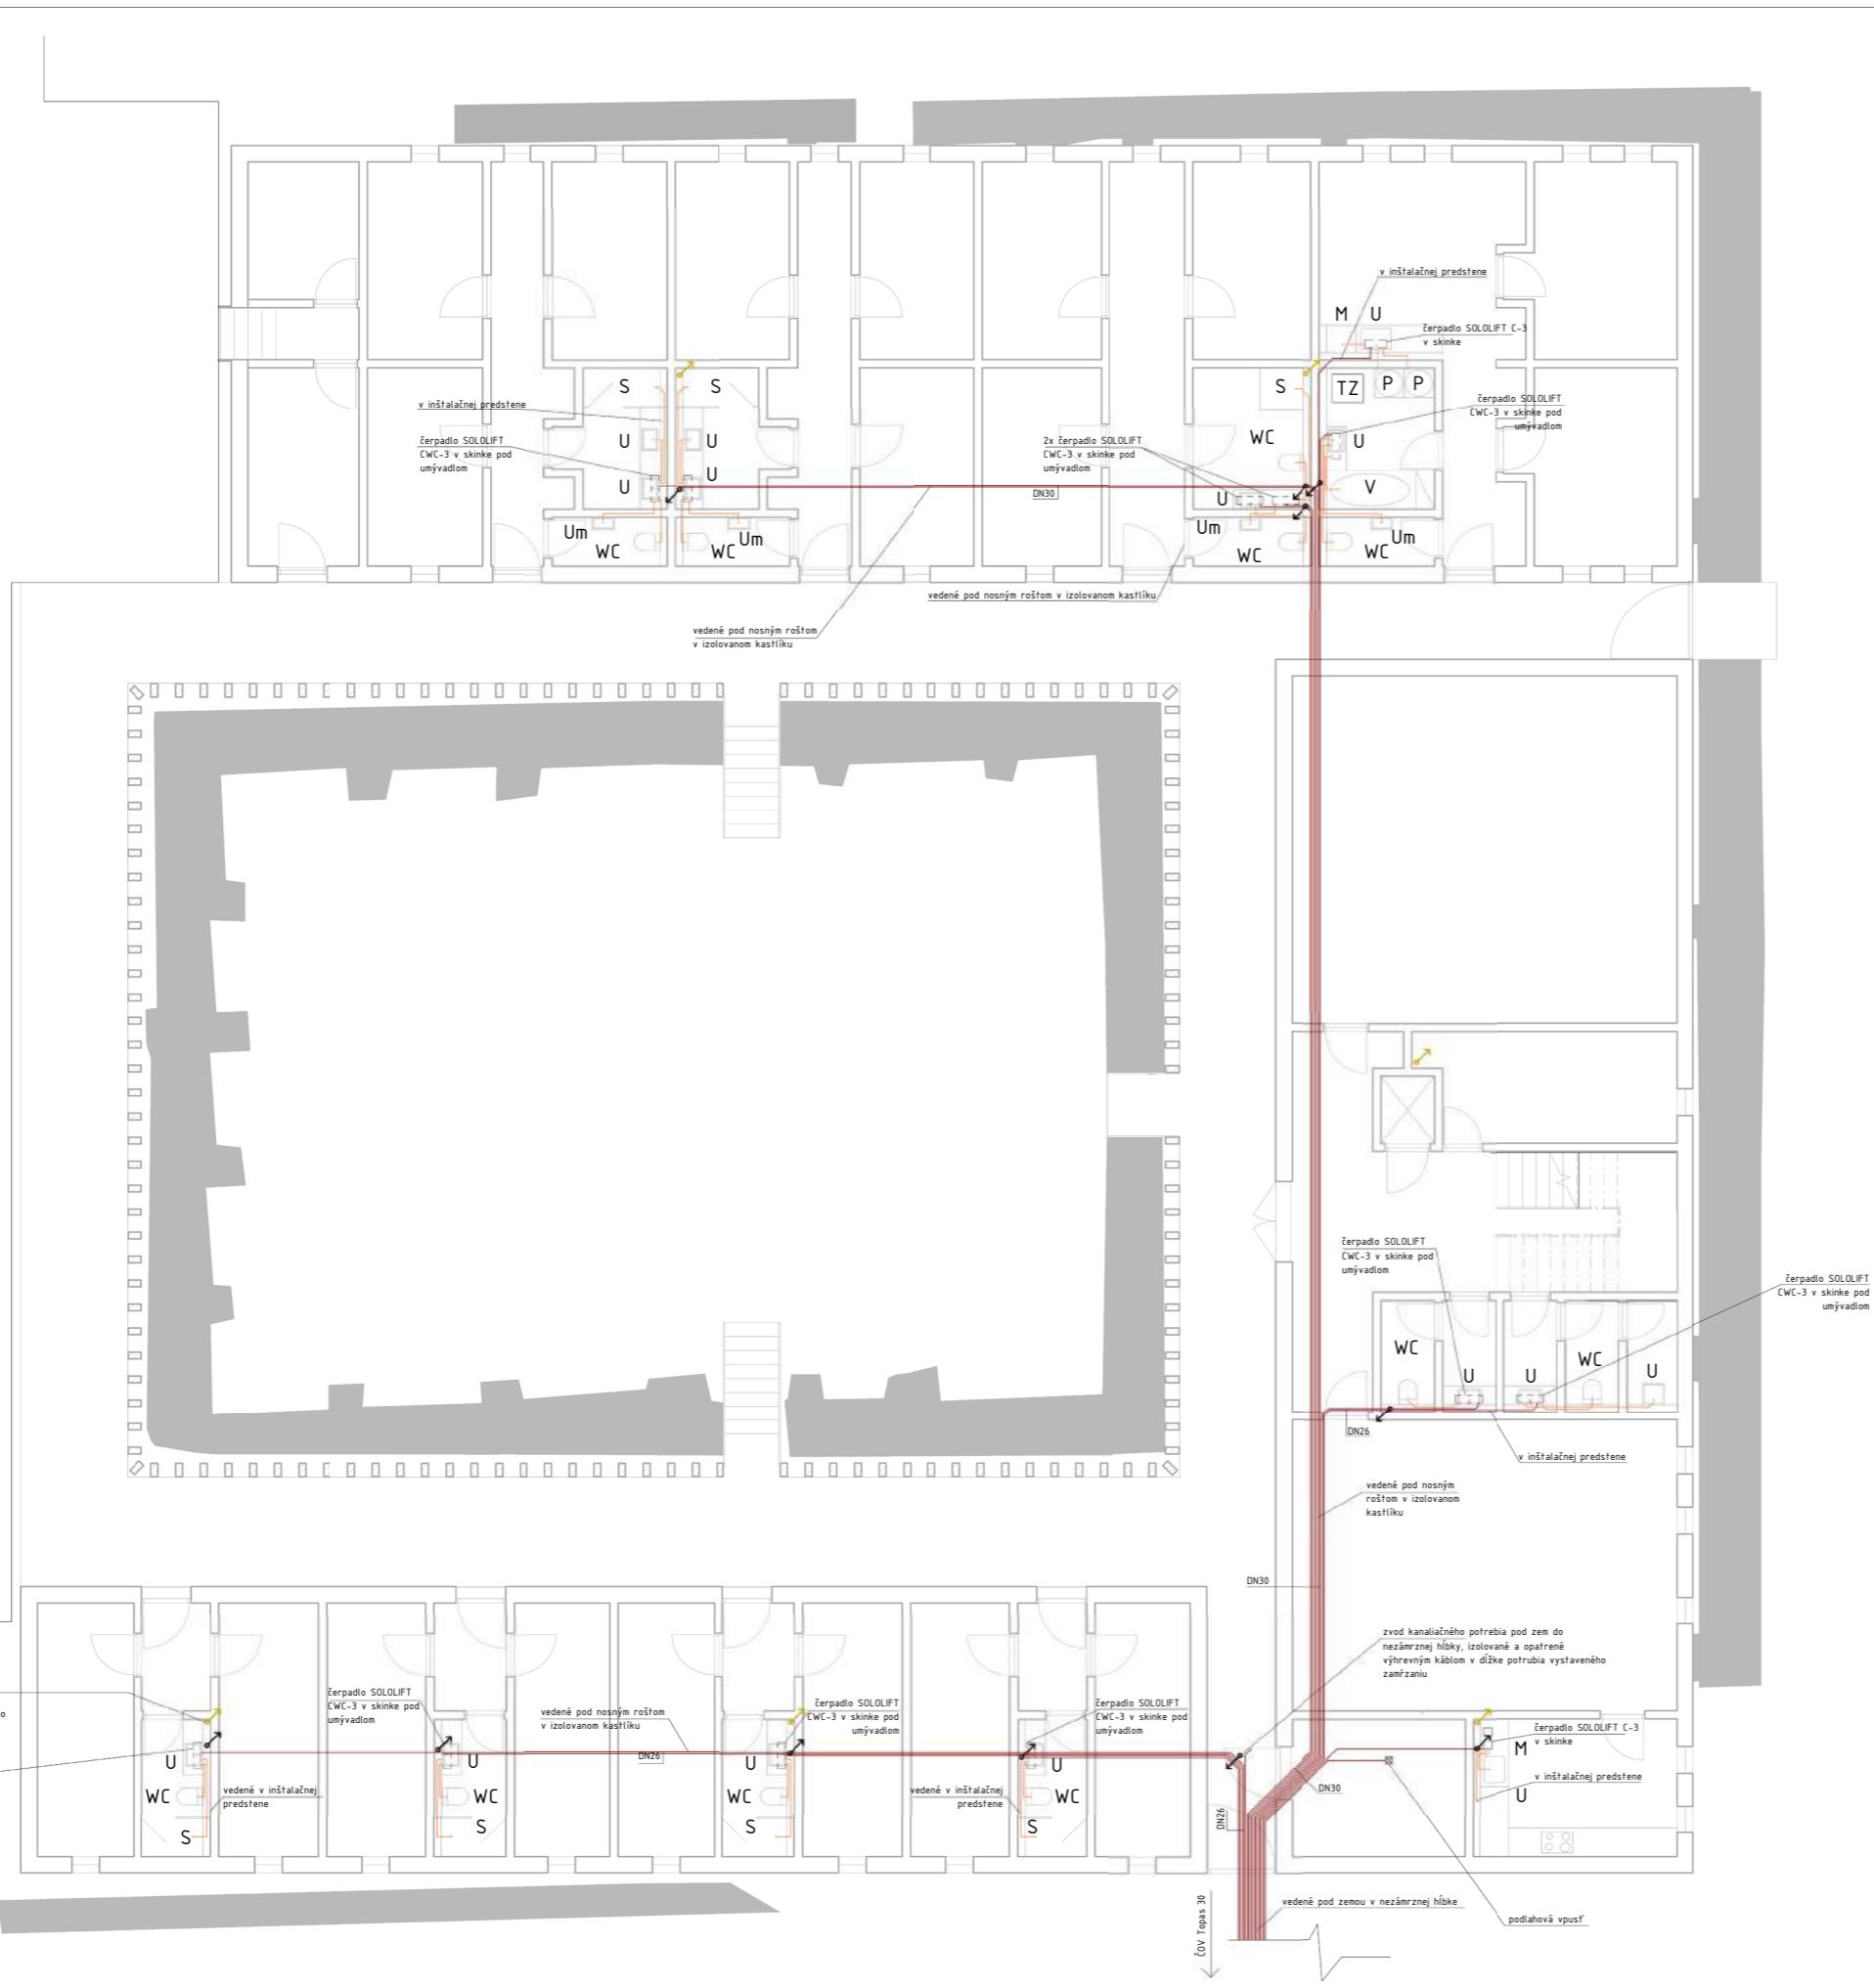 v inštalačnej predstene
M U
čerpadlo SOLOLIFT C-3
v skinke
S
S
S
TZ
P
P
v inštalačnej predstene
čerpadlo SOLOLIFT
CWC-3 v skinke pod
umývadlom
čerpadlo SOLOLIFT
CWC-3 v skinke pod
umývadlom
U
U
2x čerpadlo SOLOLIFT
CWC-3 v skinke pod
umývadlom
WC
U
U
U
DN30
U
V
Um
WC
WC
Um
Um
WC
WC
Um
vedené pod nosným roštom v izolovanom kastlíku
vedené pod nosným roštom
v izolovanom kastlíku
čerpadlo SOLOLIFT
CWC-3 v skinke pod
umývadlom
čerpadlo SOLOLIFT
CWC-3 v skinke pod
umývadlom
WC
U
U
WC
U
DN26
v inštalačnej predstene
vedené pod nosným
roštom v izolovanom
kastlíku
DN30
zvod kanaliačného potrebia pod zem do
nezámrznej hĺbky, izolované a opatrené
výhrevným káblom v dĺžke potrubia vystaveného
zamŕzaniu
čerpadlo SOLOLIFT
CWC-3 v skinke pod
umývadlom
vedené pod nosným roštom
v izolovanom kastlíku
čerpadlo SOLOLIFT
CWC-3 v skinke pod
umývadlom
čerpadlo SOLOLIFT
CWC-3 v skinke pod
umývadlom
čerpadlo SOLOLIFT C-3
v skinke
o
U
U
DN26
U
U
M
v inštalačnej predstene
U
WC
vedené v inštalačnej
predstene
WC
WC
vedené v inštalačnej
predstene
WC
DN30
DN26
S
S
S
S
vedené pod zemou v nezámrznej hĺbke
podlahová vpusť
ČOV Topas 30